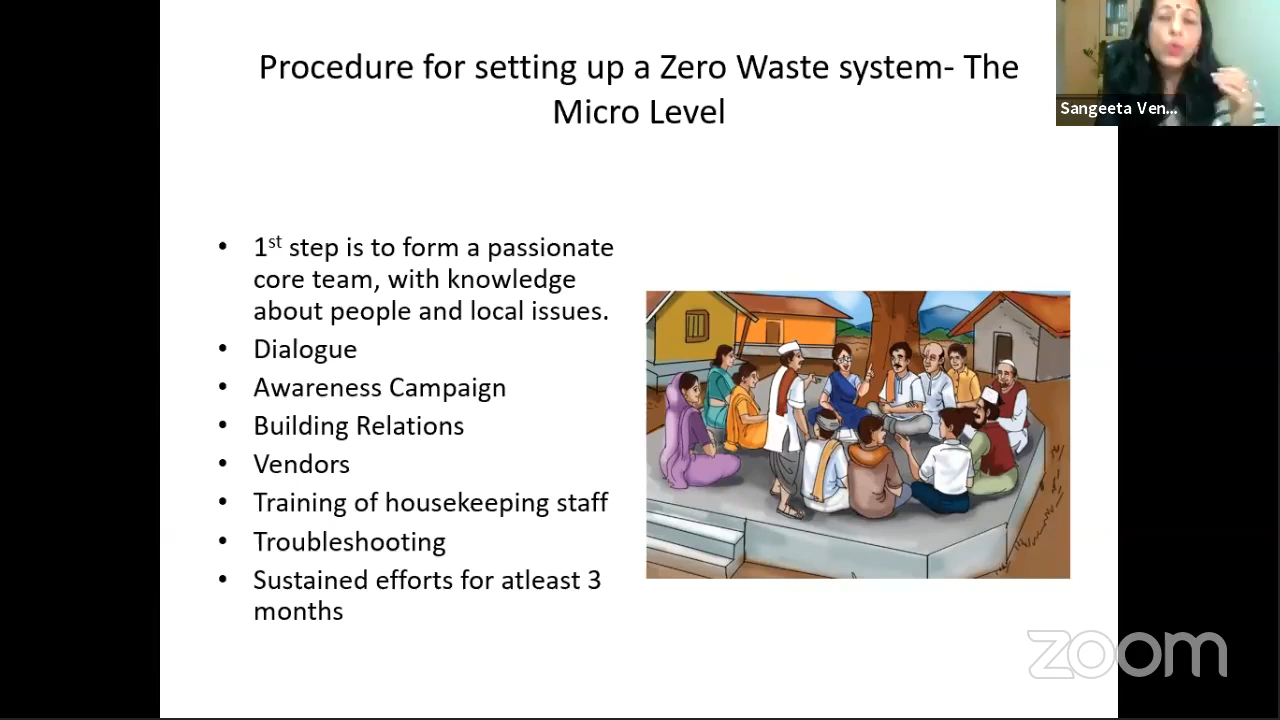 Procedure for setting up a Zero Waste system- The
Micro Level
Sangeeta Ven...
• 1st step is to form a passionate
core team, with knowledge
about people and local issues.
• Dialogue
• Awareness Campaign
• Building Relations
• Vendors
• Training of housekeeping staff
• Troubleshooting
• Sustained efforts for atleast 3
months
zoom